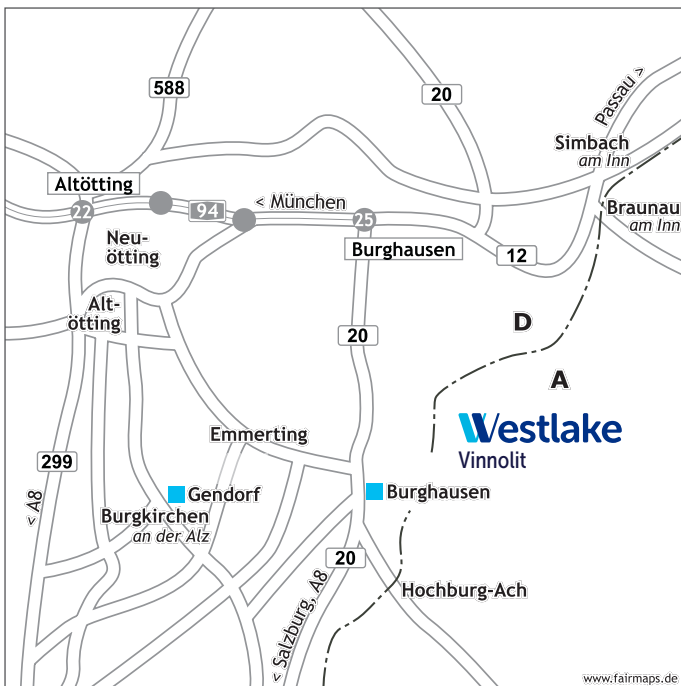 588
20
Passau >
Simbach
am Inn
Altötting
22
94
< München
25
Braunau
am Inn
Neu-
ötting
Burghausen
12
Alt-
ötting
20
D
A
Westlake
Vinnolit
Emmerting
299
< A8
Gendorf
Burghausen
Burgkirchen
an der Alz
20
< Salzburg, A8
Hochburg-Ach
www.fairmaps.de